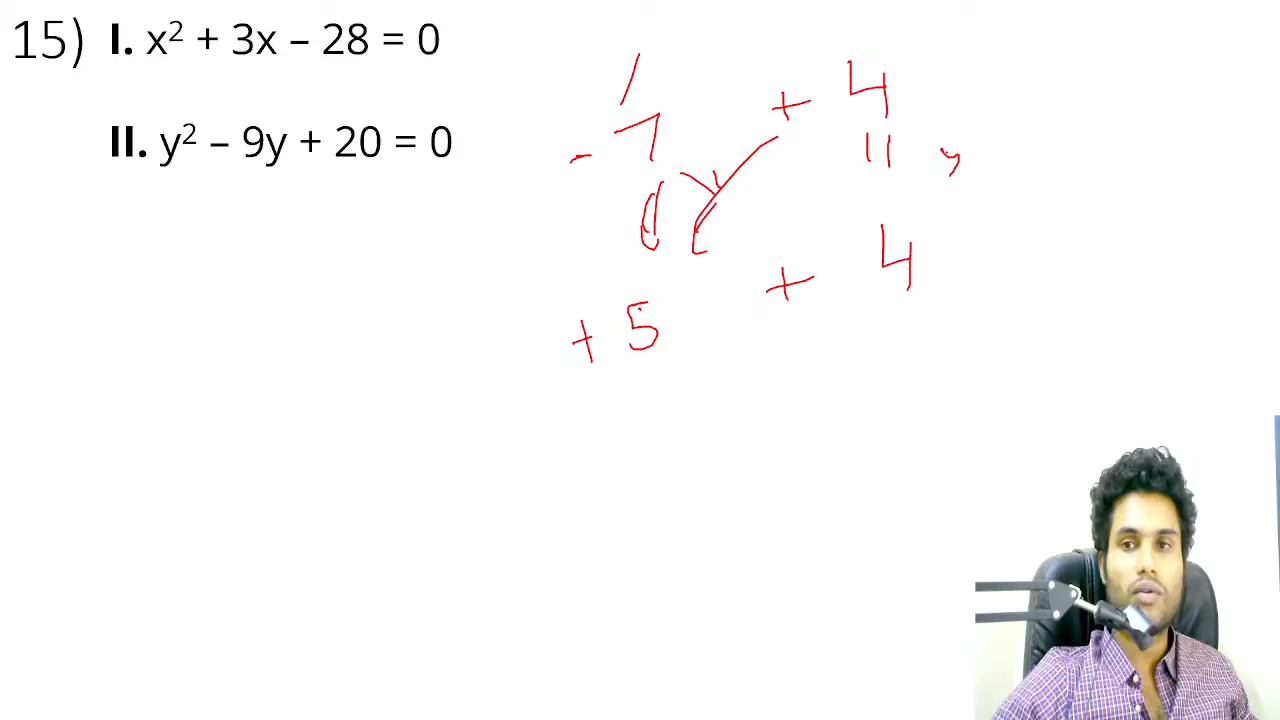 15) I. x² + 3x – 28 = 0
II. y² – 9y + 20 = 0
- 7 + 4
+ 5 + 4